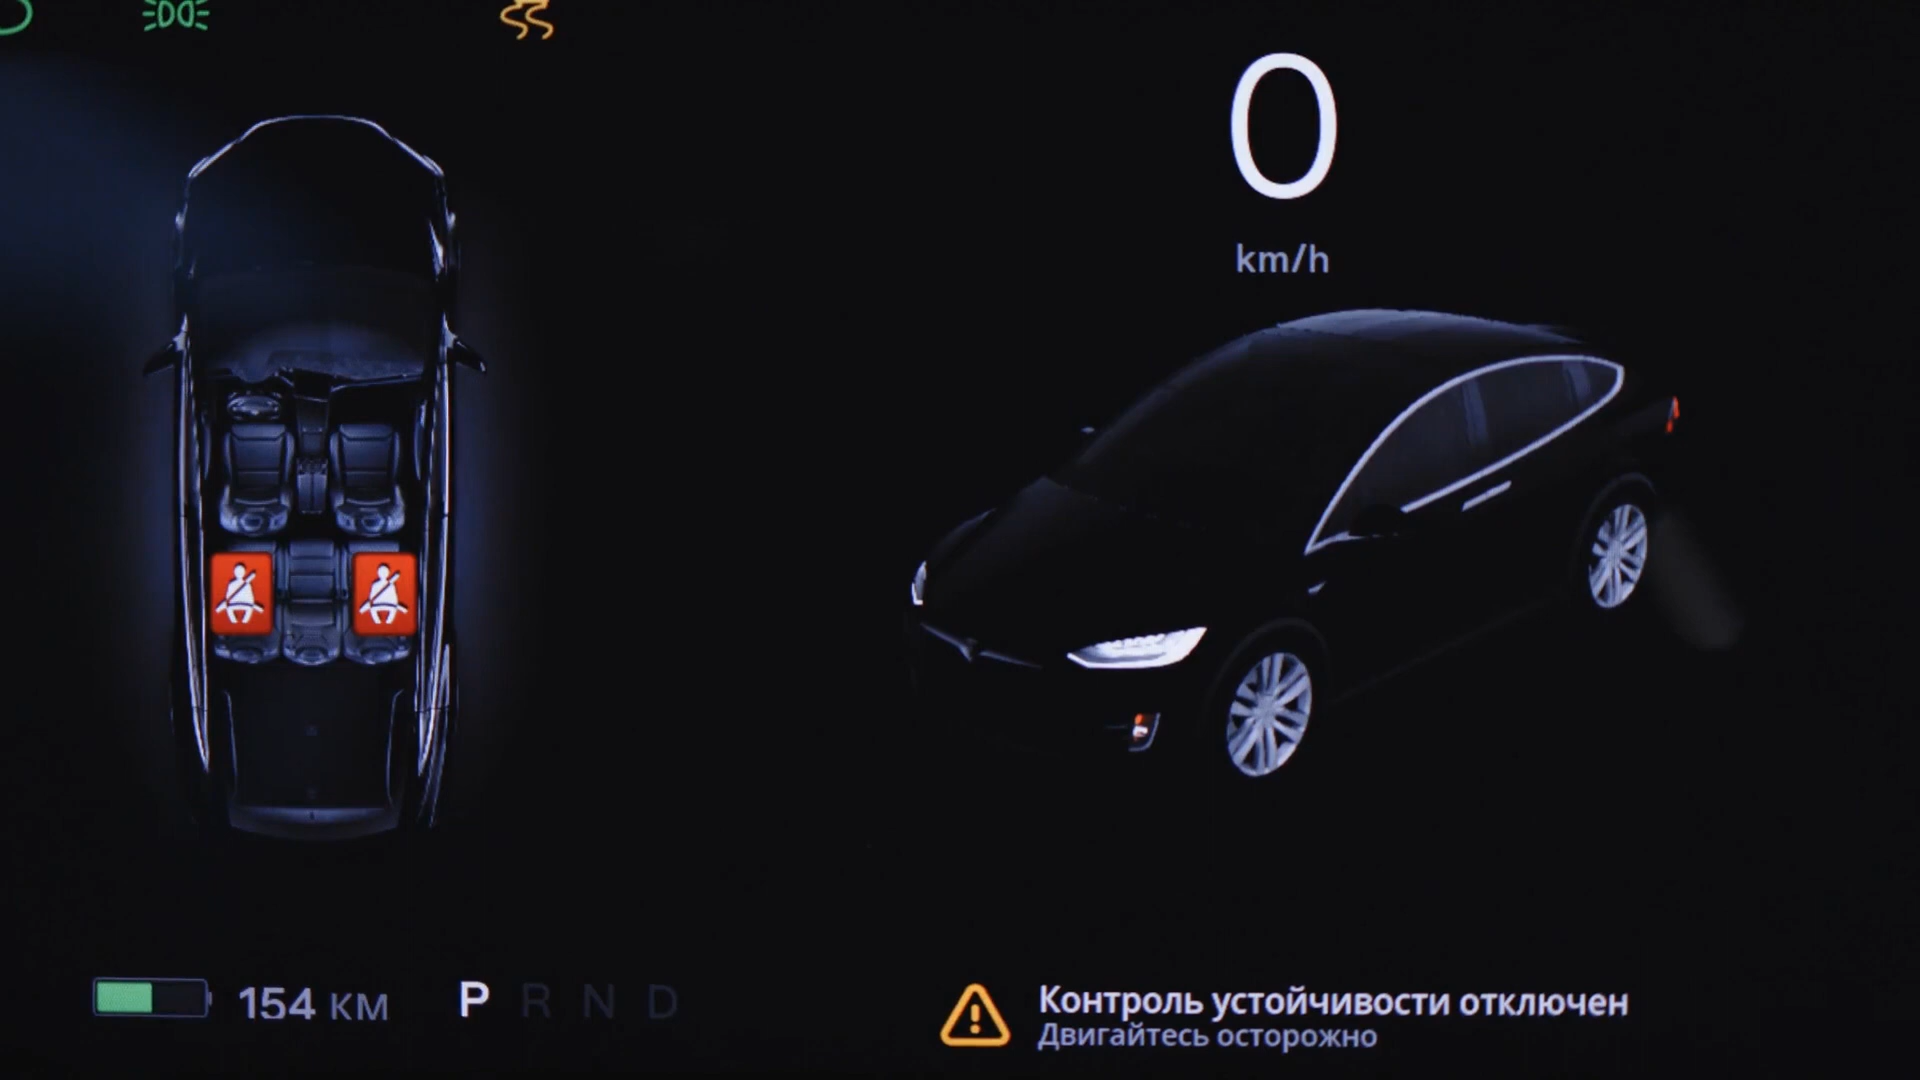 0
km/h
154 КМ
P R N D
Контроль устойчивости отключен
Двигайтесь осторожно